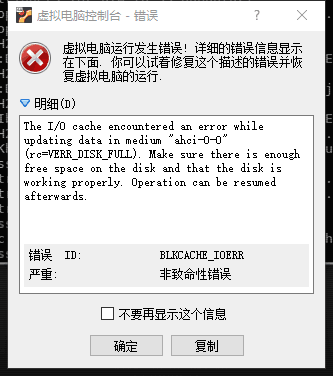 虚拟电脑控制台 - 错误
虚拟电脑运行发生错误! 详细的错误信息显示
在下面. 你可以试着修复这个描述的错误并恢
复虚拟电脑的运行.
明细(D)
The I/O cache encountered an error while
updating data in medium "ahci-0-0"
(rc=VERR_DISK_FULL). Make sure there is enough
free space on the disk and that the disk is
working properly. Operation can be resumed
afterwards.
错误 ID: BLKCACHE_IOERR
严重: 非致命性错误
不要再显示这个信息
确定 复制